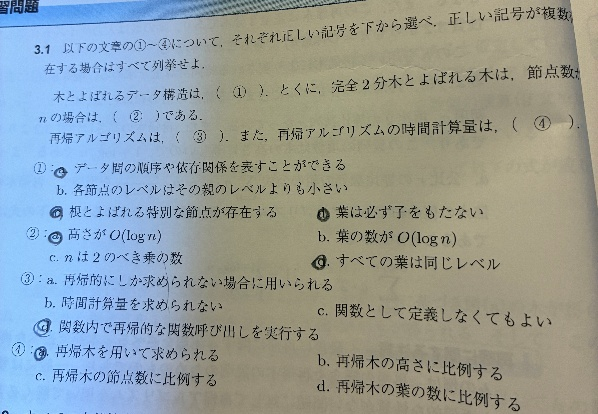 習問題
3.1 以下の文章の①~④について，それぞれ正しい記号を下から選べ．正しい記号が複数
在する場合はすべて列挙せよ．
木とよばれるデータ構造は，( ① )．とくに，完全2分木とよばれる木は，節点数が
nの場合は，( ② )である．
再帰アルゴリズムは，( ③ )．また，再帰アルゴリズムの時間計算量は，( ④ )．
①：a. データ間の順序や依存関係を表すことができる
b. 各節点のレベルはその親のレベルよりも小さい
c. 根とよばれる特別な節点が存在する d. 葉は必ず子をもたない
②：a. 高さが O(log n) b. 葉の数が O(log n)
c. n は 2 のべき乗の数 d. すべての葉は同じレベル
③：a. 再帰的にしか求められない場合に用いられる
b. 時間計算量を求められない c. 関数として定義しなくてもよい
d. 関数内で再帰的な関数呼び出しを実行する
④：a. 再帰木を用いて求められる b. 再帰木の高さに比例する
c. 再帰木の節点数に比例する d. 再帰木の葉の数に比例する